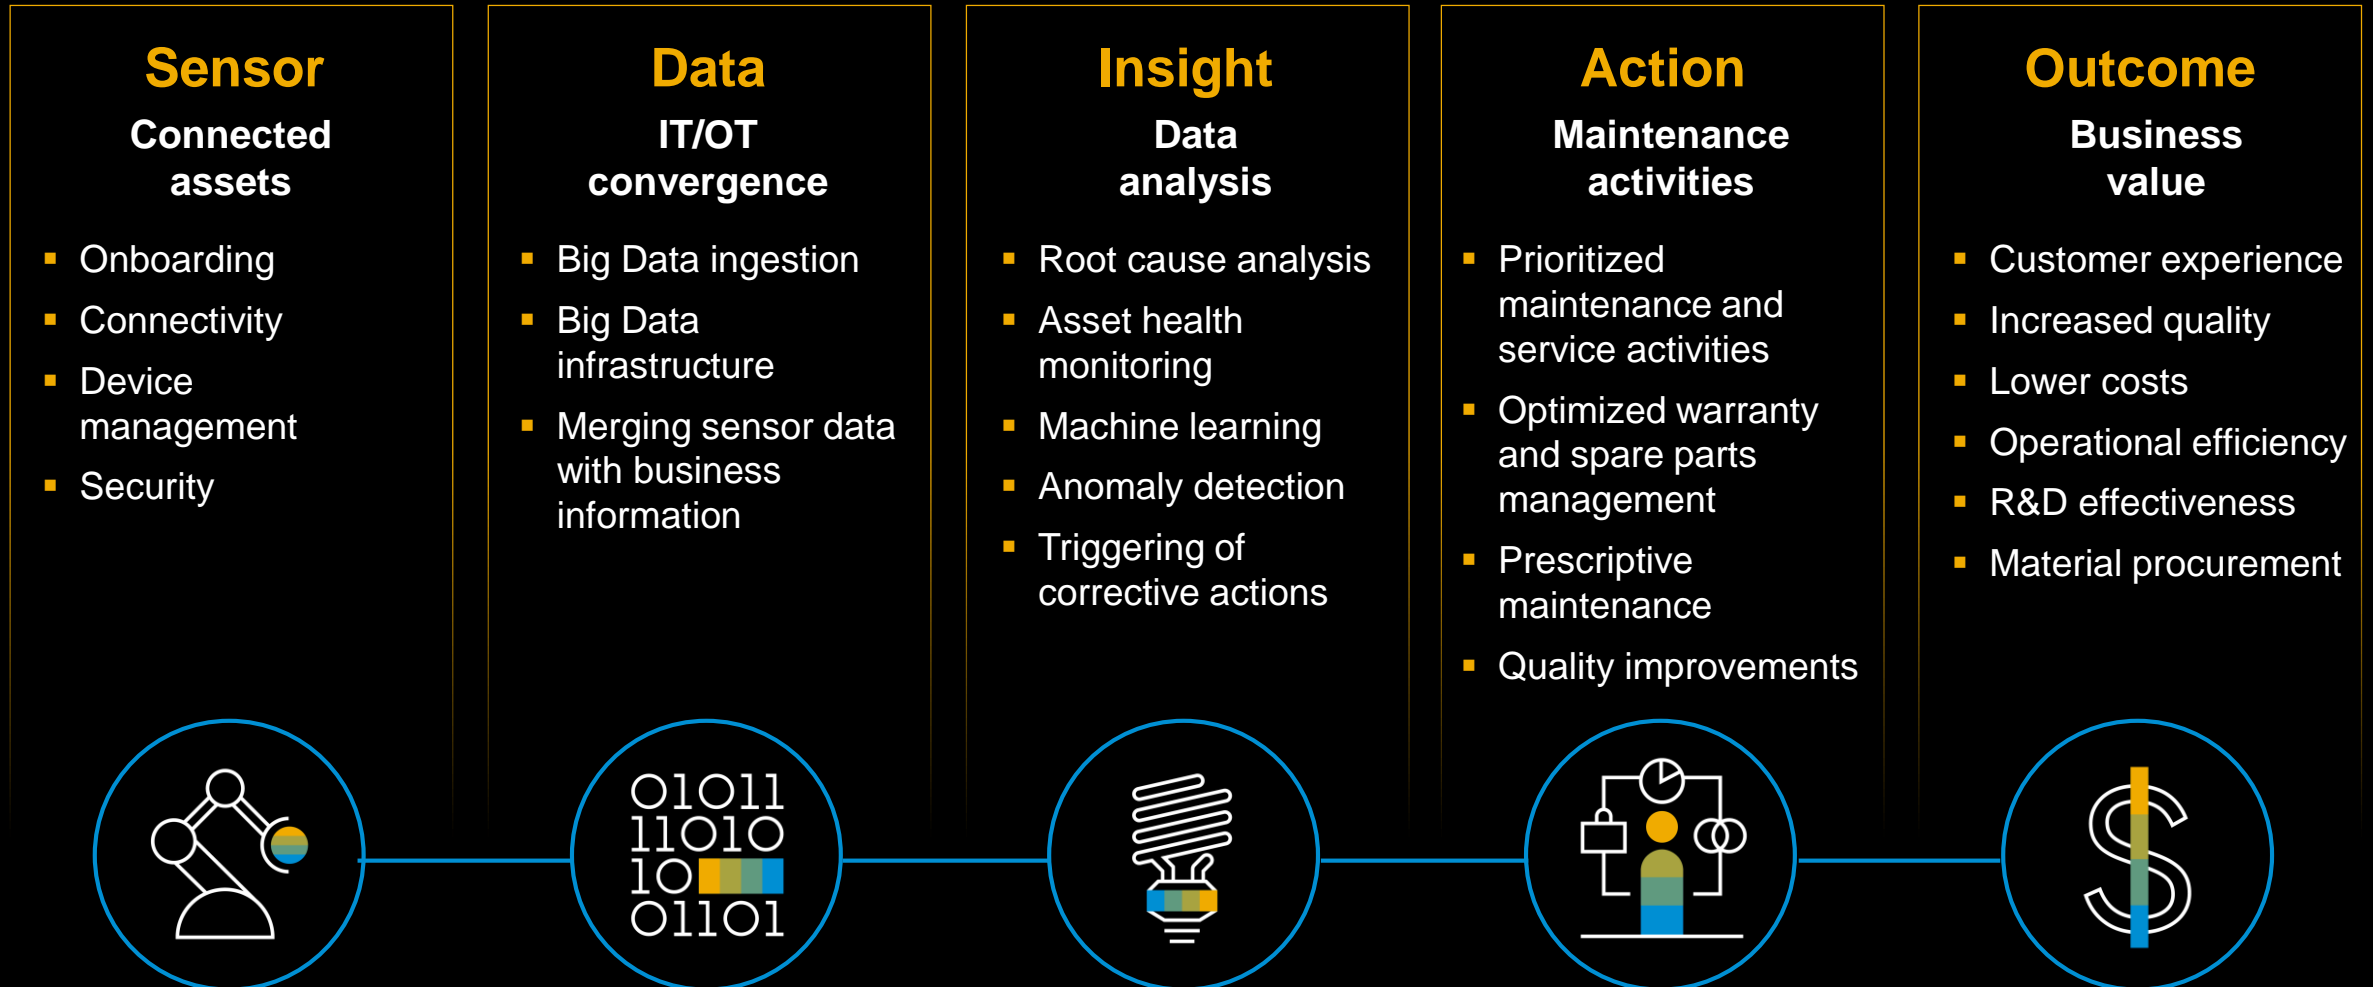 Sensor
Connected
assets
Onboarding
Connectivity
Device
management
Security
Data
IT/OT
convergence
Big Data ingestion
Big Data
infrastructure
Merging sensor data
with business
information
Insight
Data
analysis
Root cause analysis
Asset health
monitoring
Machine learning
Anomaly detection
Triggering of
corrective actions
Action
Maintenance
activities
Prioritized
maintenance and
service activities
Optimized warranty
and spare parts
management
Prescriptive
maintenance
Quality improvements
Outcome
Business
value
Customer experience
Increased quality
Lower costs
Operational efficiency
R&D effectiveness
Material procurement
01011
11010
10
01101
$